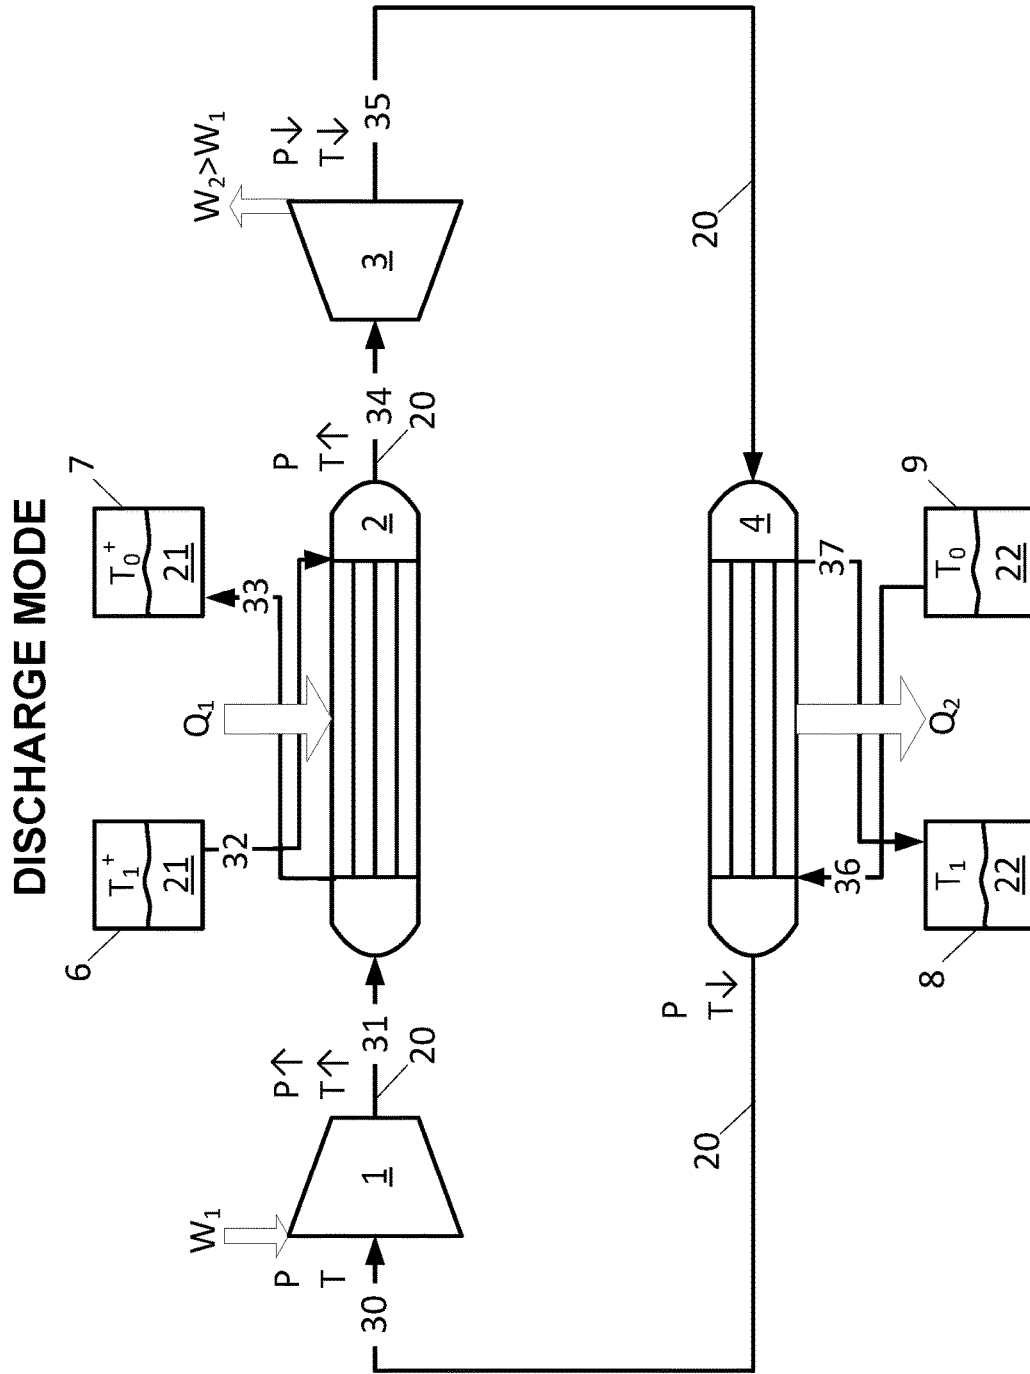 DISCHARGE MODE
6
T₁⁺
21
7
T₀⁺
21
W₁
32
Q₁
33
W₂>W₁
P
T
P↑
T↑
P
T↑
P↓
T↓
30
1
31
20
2
34
20
3
35
P
T↓
20
4
20
36
37
Q₂
8
T₁
22
9
T₀
22